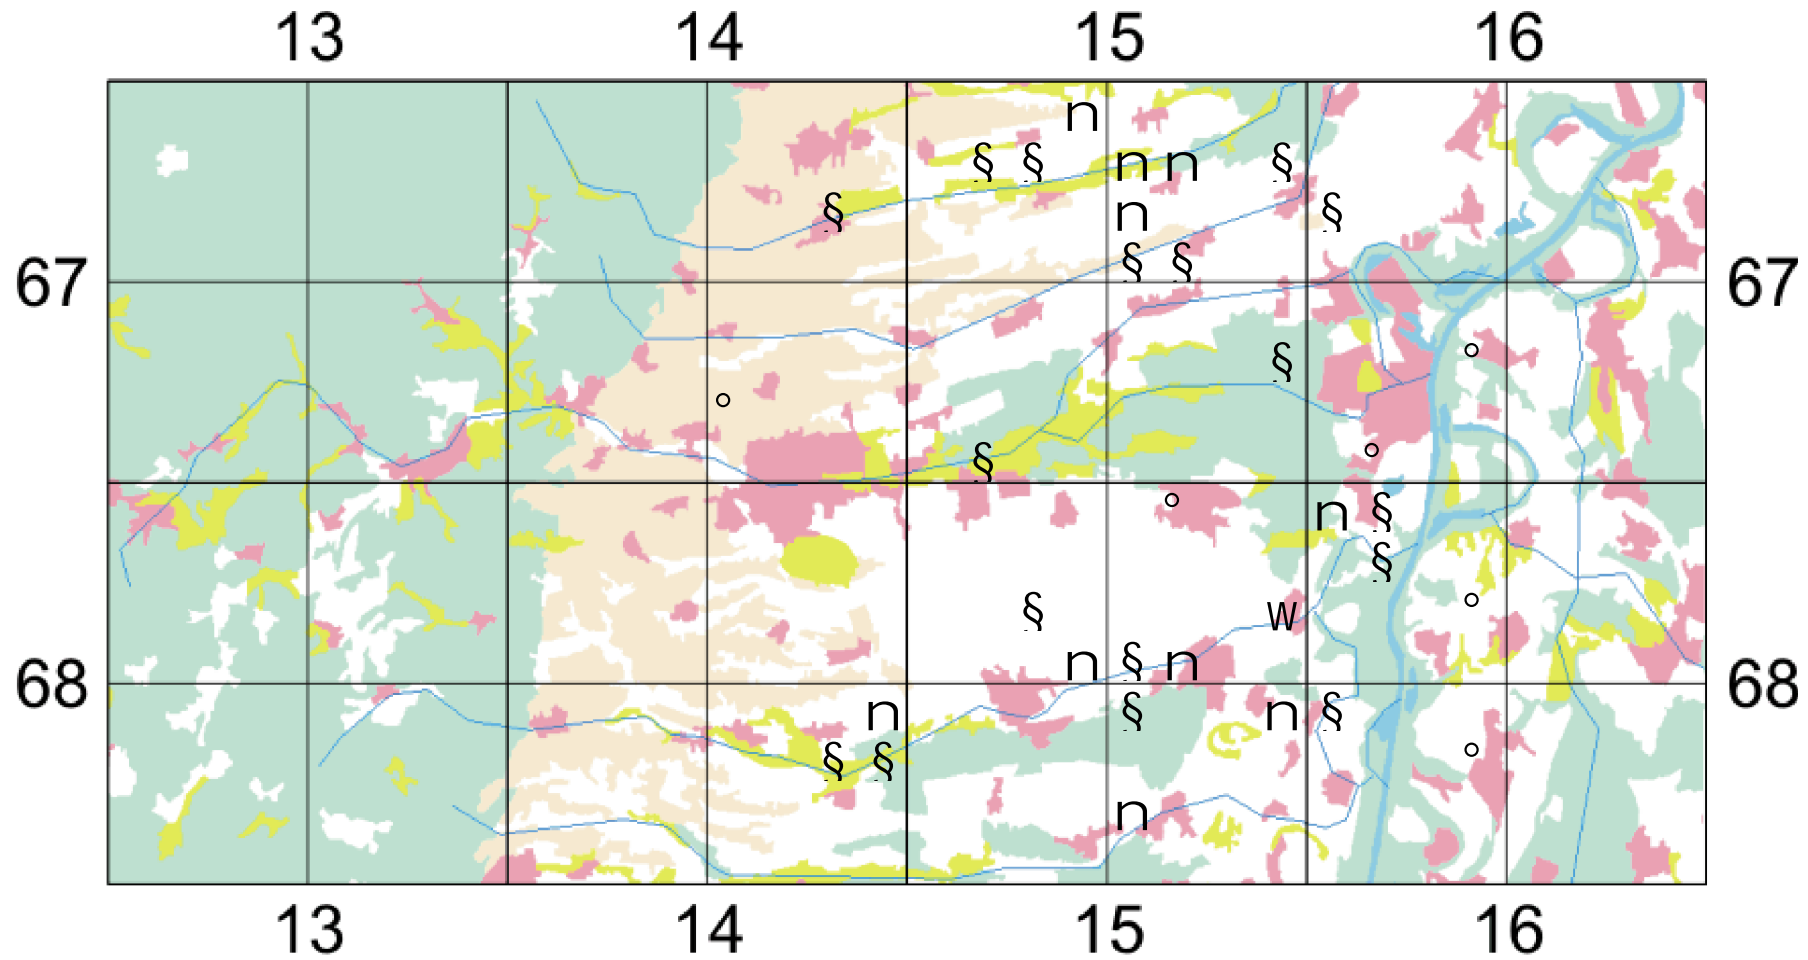 13 14 15 16
n
§ § n n §
§ n §
§ §
67 67
§
§
n §
§
§ W
n § n
68 68
n § n §
§ §
n
13 14 15 16